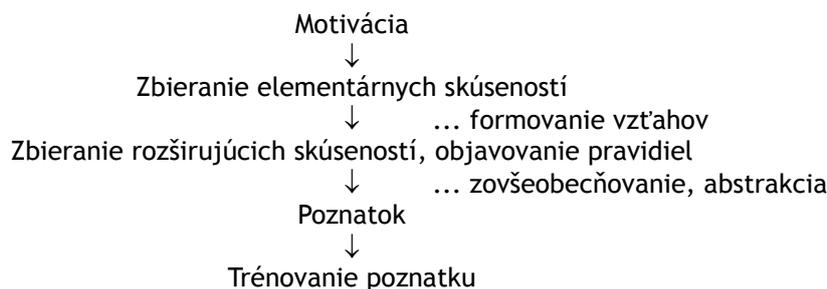 Motivácia
↓
Zbieranie elementárnych skúseností
↓ ... formovanie vzťahov
Zbieranie rozširujúcich skúseností, objavovanie pravidiel
↓ ... zovšeobecňovanie, abstrakcia
Poznatok
↓
Trénovanie poznatku